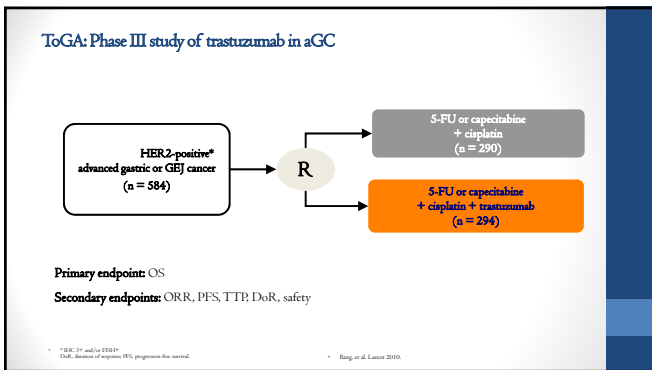 ToGA: Phase III study of trastuzumab in aGC
HER2-positive*
advanced gastric or GEJ cancer
(n = 584)
R
5-FU or capecitabine
+ cisplatin
(n = 290)
5-FU or capecitabine
+ cisplatin + trastuzumab
(n = 294)
Primary endpoint: OS
Secondary endpoints: ORR, PFS, TTP, DoR, safety
• * IHC 3+ and/or FISH+
DoR, duration of response; PFS, progression-free survival.
• Bang, et al. Lancet 2010.